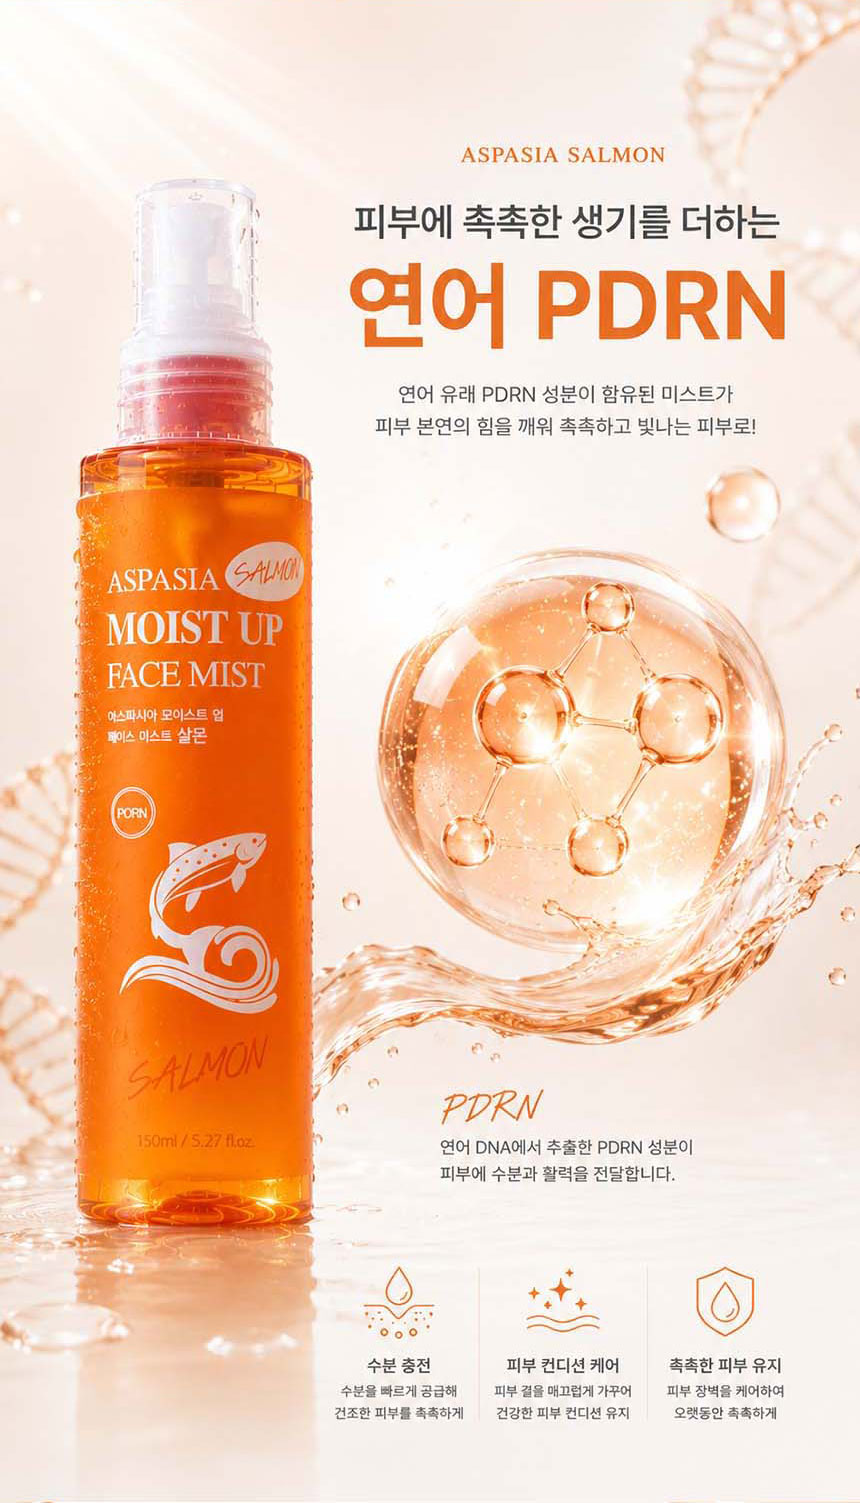 ASPASIA SALMON
피부에 촉촉한 생기를 더하는
연어 PDRN
연어 유래 PDRN 성분이 함유된 미스트가
피부 본연의 힘을 깨워 촉촉하고 빛나는 피부로!
ASPASIA SALMON
MOIST UP
FACE MIST
아스파시아 모이스트 업
페이스 미스트 살몬
PDRN
SALMON
150ml / 5.27 fl.oz.
PDRN
연어 DNA에서 추출한 PDRN 성분이
피부에 수분과 활력을 전달합니다.
수분 충전
수분을 빠르게 공급해
건조한 피부를 촉촉하게
피부 컨디션 케어
피부 결을 매끄럽게 가꾸어
건강한 피부 컨디션 유지
촉촉한 피부 유지
피부 장벽을 케어하여
오랫동안 촉촉하게